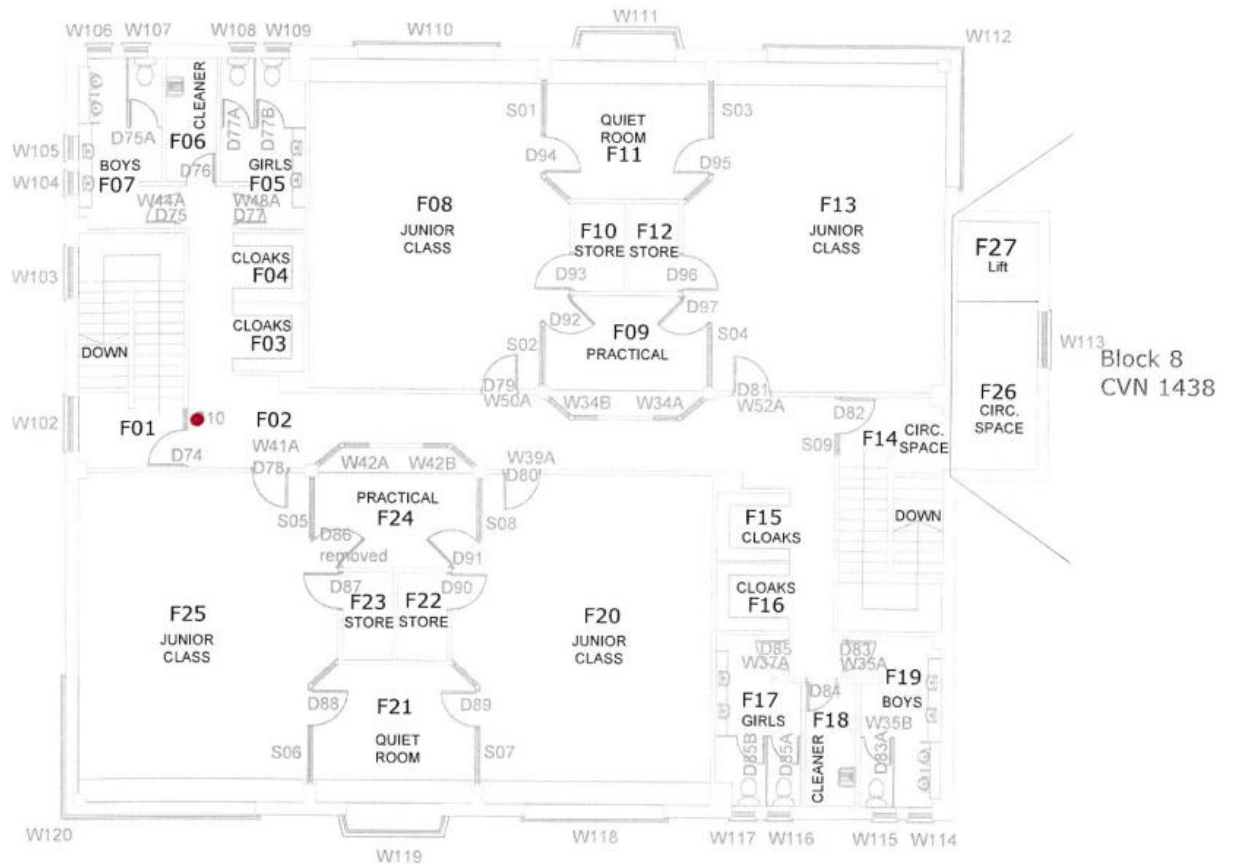 W106 W107 W108 W109 W110 W111 W112
CLEANER
D77A
D77B
S01
S03
QUIET
ROOM
F11
W105
D75A
F06
D94
D95
BOYS
F07
D76
GIRLS
F05
W104
W44A
D75
W48A
D77
F08
JUNIOR
CLASS
F10
STORE
F12
STORE
F13
JUNIOR
CLASS
W103
CLOAKS
F04
D93
D96
F27
Lift
CLOAKS
F03
D92
D97
F09
PRACTICAL
S02
S04
DOWN
W113
Block 8
CVN 1438
D79
W50A
W34B
W34A
D81
W52A
F26
CIRC.
SPACE
W102
F01
10
F02
D82
S09
F14
CIRC.
SPACE
D74
W41A
D78
W42A
W42B
W39A
D80
PRACTICAL
F24
S05
S08
D86
removed
D91
F15
CLOAKS
DOWN
D87
D90
F23
STORE
F22
STORE
CLOAKS
F16
F25
JUNIOR
CLASS
F20
JUNIOR
CLASS
D85
W37A
D83
W35A
D88
F21
QUIET
ROOM
D89
F17
GIRLS
D84
F18
CLEANER
F19
BOYS
W35B
S06
S07
D85B
D85A
D83A
W120
W119
W118
W117
W116
W115
W114